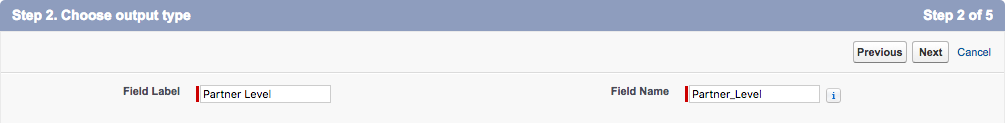 Step 2. Choose output type Step 2 of 5
Previous Next Cancel
Field Label Partner Level Field Name Partner_Level i